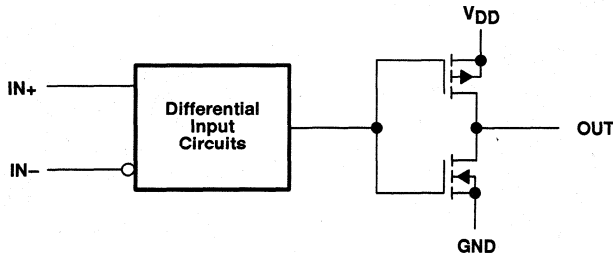 VDD
IN+
Differential
Input
Circuits
OUT
IN–
GND